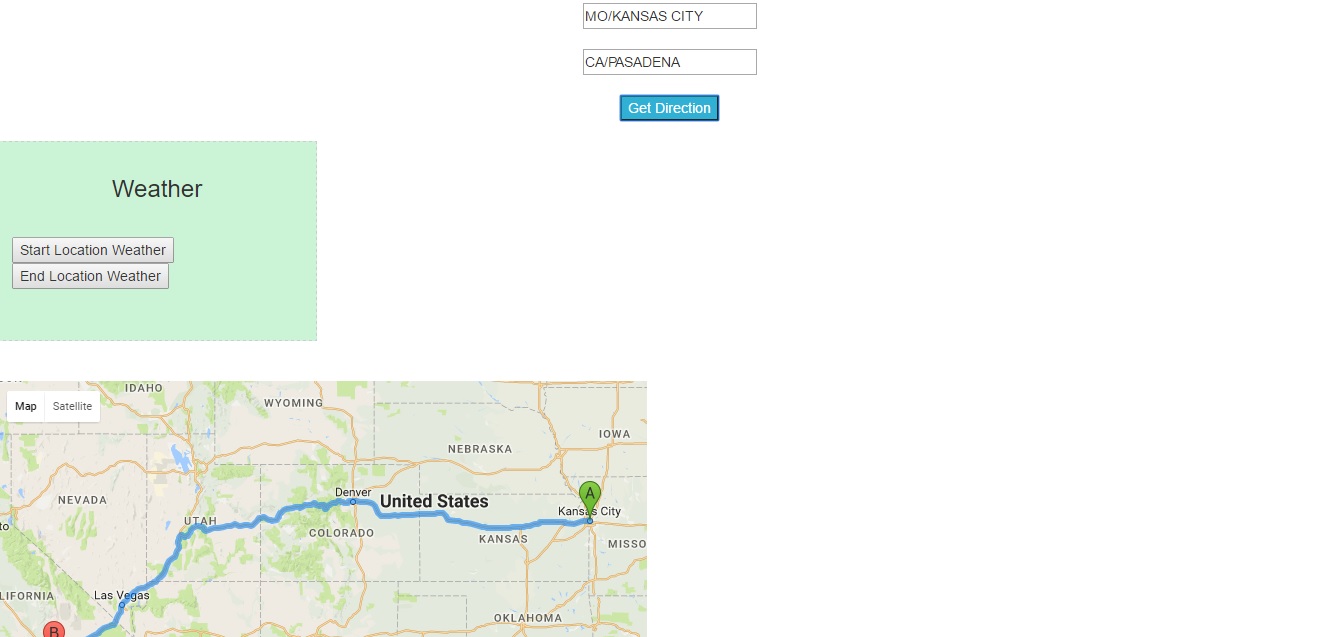 MO/KANSAS CITY
CA/PASADENA
Get Direction
Weather
Start Location Weather
End Location Weather
IDAHO
Map Satellite
WYOMING
IOWA
NEBRASKA
Denver
United States
A
NEVADA
Kansas City
UTAH
to
COLORADO
KANSAS
MISSO
Las Vegas
LIFORNIA
OKLAHOMA
B